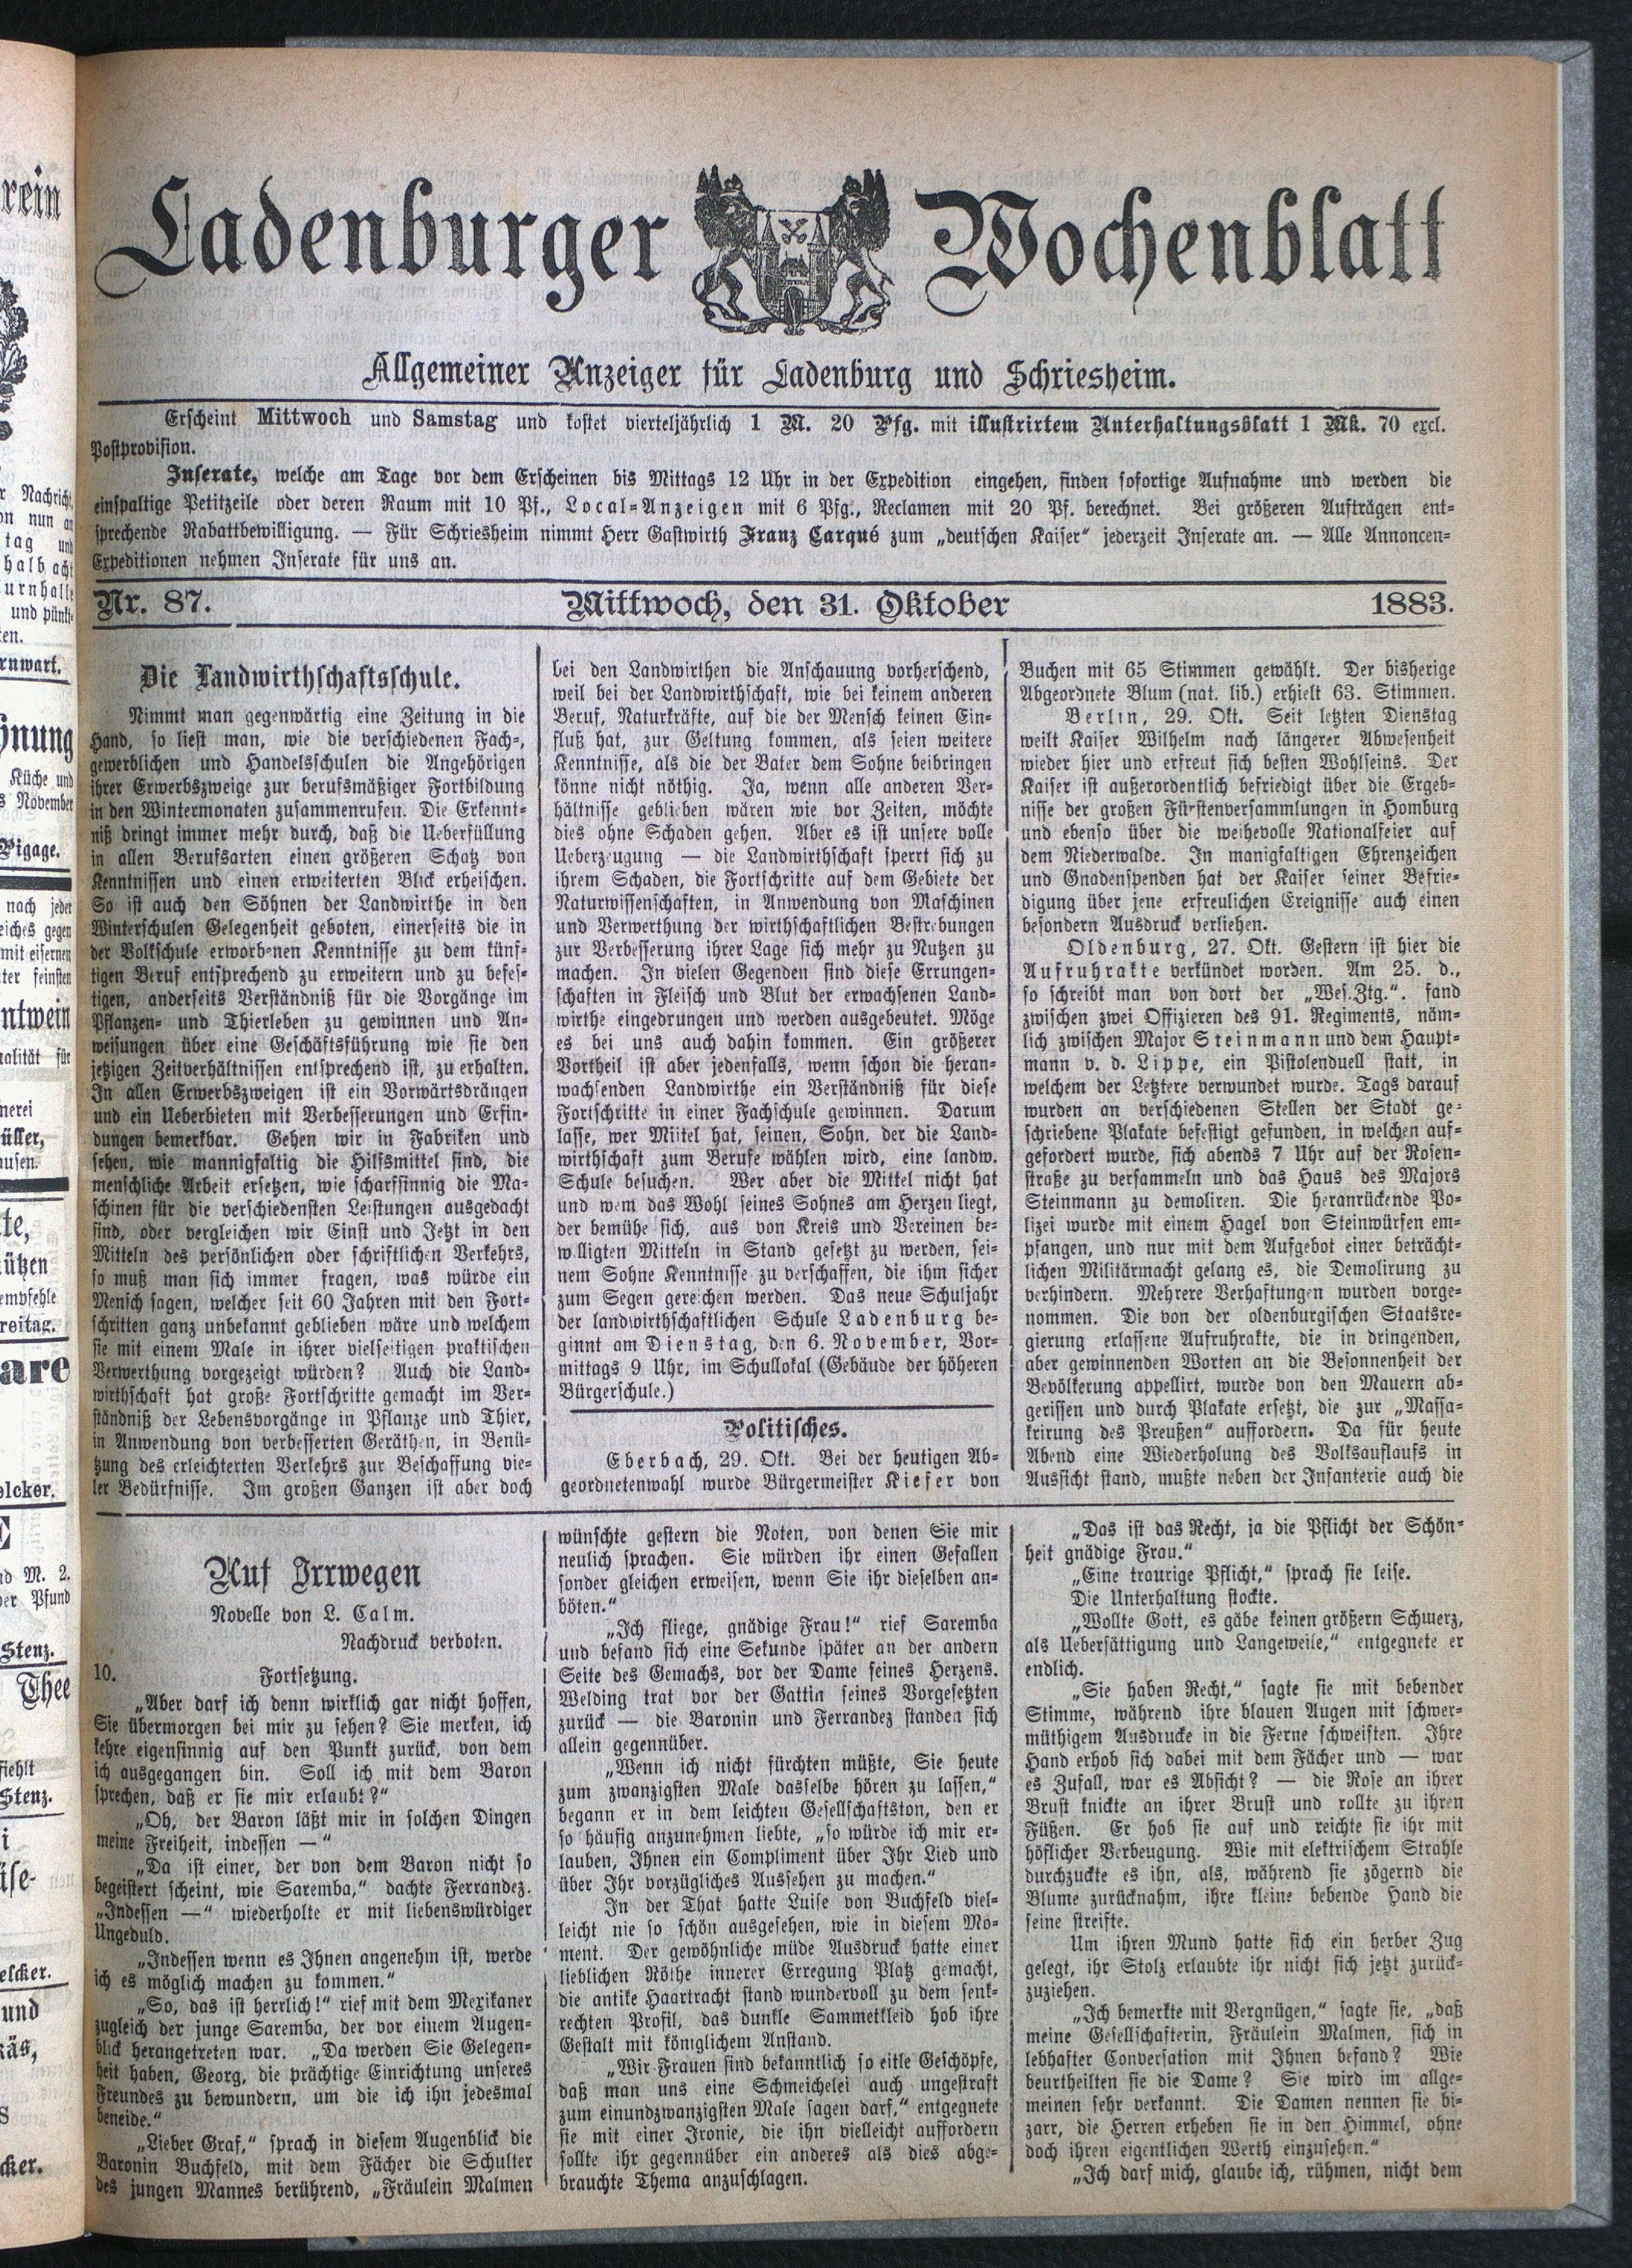 Ladenburger Wochenblatt
Allgemeiner Anzeiger für Ladenburg und Schriesheim.
Erscheint Mittwoch und Samstag und kostet vierteljährlich 1 M. 20 Pfg. mit illustrirtem Unterhaltungsblatt 1 Mk. 70 excl.
Postprovision.
Inserate, welche am Tage vor dem Erscheinen bis Mittags 12 Uhr in der Expedition eingehen, finden sofortige Aufnahme und werden die
einspaltige Petitzeile oder deren Raum mit 10 Pf., Local-Anzeigen mit 6 Pfg., Reclamen mit 20 Pf. berechnet. Bei größeren Aufträgen ent-
sprechende Rabattbewilligung. — Für Schriesheim nimmt Herr Gastwirth Franz Carqué zum „deutschen Kaiser“ jederzeit Inserate an. — Alle Annoncen-
Expeditionen nehmen Inserate für uns an.
Nr. 87. Mittwoch, den 31. Oktober 1883.
Die Landwirthschaftsschule.
Nimmt man gegenwärtig eine Zeitung in die
Hand, so liest man, wie die verschiedenen Fach-,
gewerblichen und Handelsschulen die Angehörigen
ihrer Erwerbszweige zur berufsmäßiger Fortbildung
in den Wintermonaten zusammenrufen. Die Erkennt-
niß dringt immer mehr durch, daß die Ueberfüllung
in allen Berufsarten einen größeren Schatz von
Kenntnissen und einen erweiterten Blick erheischen.
So ist auch den Söhnen der Landwirthe in den
Winterschulen Gelegenheit geboten, einerseits die in
der Volkschule erworbenen Kenntnisse zu dem künf-
tigen Beruf entsprechend zu erweitern und zu befes-
tigen, anderseits Verständniß für die Vorgänge im
Pflanzen- und Thierleben zu gewinnen und An-
weisungen über eine Geschäftsführung wie sie den
jetzigen Zeitverhältnissen entsprechend ist, zu erhalten.
In allen Erwerbszweigen ist ein Vorwärtsdrängen
und ein Ueberbieten mit Verbesserungen und Erfin-
dungen bemerkbar. Gehen wir in Fabriken und
sehen, wie mannigfaltig die Hilfsmittel sind, die
menschliche Arbeit ersetzen, wie scharfsinnig die Ma-
schinen für die verschiedensten Leistungen ausgedacht
sind, oder vergleichen wir Einst und Jetzt in den
Mitteln des persönlichen oder schriftlichen Verkehrs,
so muß man sich immer fragen, was würde ein
Mensch sagen, welcher seit 60 Jahren mit den Fort-
schritten ganz unbekannt geblieben wäre und welchem
sie mit einem Male in ihrer vielseitigen praktischen
Verwerthung vorgezeigt würden? Auch die Land-
wirthschaft hat große Fortschritte gemacht im Ver-
ständniß der Lebensvorgänge in Pflanze und Thier,
in Anwendung von verbesserten Geräthen, in Benü-
tzung des erleichterten Verkehrs zur Beschaffung vie-
ler Bedürfnisse. Im großen Ganzen ist aber doch
bei den Landwirthen die Anschauung vorherschend,
weil bei der Landwirthschaft, wie bei keinem anderen
Beruf, Naturkräfte, auf die der Mensch keinen Ein-
fluß hat, zur Geltung kommen, als seien weitere
Kenntnisse, als die der Vater dem Sohne beibringen
könne nicht nöthig. Ja, wenn alle anderen Ver-
hältnisse geblieben wären wie vor Zeiten, möchte
dies ohne Schaden gehen. Aber es ist unsere volle
Ueberzeugung — die Landwirthschaft sperrt sich zu
ihrem Schaden, die Fortschritte auf dem Gebiete der
Naturwissenschaften, in Anwendung von Maschinen
und Verwerthung der wirthschaftlichen Bestrebungen
zur Verbesserung ihrer Lage sich mehr zu Nutzen zu
machen. In vielen Gegenden sind diese Errungen-
schaften in Fleisch und Blut der erwachsenen Land-
wirthe eingedrungen und werden ausgebeutet. Möge
es bei uns auch dahin kommen. Ein größerer
Vortheil ist aber jedenfalls, wenn schon die heran-
wachsenden Landwirthe ein Verständniß für diese
Fortschritte in einer Fachschule gewinnen. Darum
lasse, wer Mittel hat, seinen, Sohn, der die Land-
wirthschaft zum Berufe wählen wird, eine landw.
Schule besuchen. Wer aber die Mittel nicht hat
und wem das Wohl seines Sohnes am Herzen liegt,
der bemühe sich, aus von Kreis und Vereinen be-
willigten Mitteln in Stand gesetzt zu werden, sei-
nem Sohne Kenntnisse zu verschaffen, die ihm sicher
zum Segen gereichen werden. Das neue Schuljahr
der landwirthschaftlichen Schule Ladenburg be-
ginnt am Dienstag, den 6. November, Vor-
mittags 9 Uhr, im Schullokal (Gebäude der höheren
Bürgerschule.)
Politisches.
Eberbach, 29. Okt. Bei der heutigen Ab-
geordnetenwahl wurde Bürgermeister Kiefer von
Buchen mit 65 Stimmen gewählt. Der bisherige
Abgeordnete Blum (nat. lib.) erhielt 63. Stimmen.
Berlin, 29. Okt. Seit letzten Dienstag
weilt Kaiser Wilhelm nach längerer Abwesenheit
wieder hier und erfreut sich besten Wohlseins. Der
Kaiser ist außerordentlich befriedigt über die Ergeb-
nisse der großen Fürstenversammlungen in Homburg
und ebenso über die weihevolle Nationalfeier auf
dem Niederwalde. In manigfaltigen Ehrenzeichen
und Gnadenspenden hat der Kaiser seiner Befrie-
digung über jene erfreulichen Ereignisse auch einen
besondern Ausdruck verliehen.
Oldenburg, 27. Okt. Gestern ist hier die
Aufruhrakte verkündet worden. Am 25. d.,
so schreibt man von dort der „Wes.Ztg.“. fand
zwischen zwei Offizieren des 91. Regiments, näm-
lich zwischen Major Steinmann und dem Haupt-
mann v. d. Lippe, ein Pistolenduell statt, in
welchem der Letztere verwundet wurde. Tags darauf
wurden an verschiedenen Stellen der Stadt ge-
schriebene Plakate befestigt gefunden, in welchen auf-
gefordert wurde, sich abends 7 Uhr auf der Rosen-
straße zu versammeln und das Haus des Majors
Steinmann zu demoliren. Die heranrückende Po-
lizei wurde mit einem Hagel von Steinwürfen em-
pfangen, und nur mit dem Aufgebot einer beträcht-
lichen Militärmacht gelang es, die Demolirung zu
verhindern. Mehrere Verhaftungen wurden vorge-
nommen. Die von der oldenburgischen Staatsre-
gierung erlassene Aufruhrakte, die in dringenden,
aber gewinnenden Worten an die Besonnenheit der
Bevölkerung appellirt, wurde von den Mauern ab-
gerissen und durch Plakate ersetzt, die zur „Massa-
krirung des Preußen“ auffordern. Da für heute
Abend eine Wiederholung des Volksauflaufs in
Aussicht stand, mußte neben der Infanterie auch die
Auf Irrwegen
Novelle von L. Calm.
Nachdruck verboten.
10. Fortsetzung.
„Aber darf ich denn wirklich gar nicht hoffen,
Sie übermorgen bei mir zu sehen? Sie merken, ich
kehre eigensinnig auf den Punkt zurück, von dem
ich ausgegangen bin. Soll ich mit dem Baron
sprechen, daß er sie mir erlaubt?“
„Oh, der Baron läßt mir in solchen Dingen
meine Freiheit, indessen —“
„Da ist einer, der von dem Baron nicht so
begeistert scheint, wie Saremba,“ dachte Ferrandez.
„Indessen —“ wiederholte er mit liebenswürdiger
Ungeduld.
„Indessen wenn es Ihnen angenehm ist, werde
ich es möglich machen zu kommen.“
„So, das ist herrlich!“ rief mit dem Mexikaner
zugleich der junge Saremba, der vor einem Augen-
blick herangetreten war. „Da werden Sie Gelegen-
heit haben, Georg, die prächtige Einrichtung unseres
Freundes zu bewundern, um die ich ihn jedesmal
beneide.“
„Lieber Graf,“ sprach in diesem Augenblick die
Baronin Buchfeld, mit dem Fächer die Schulter
des jungen Mannes berührend, „Fräulein Malmen
wünschte gestern die Noten, von denen Sie mir
neulich sprachen. Sie würden ihr einen Gefallen
sonder gleichen erweisen, wenn Sie ihr dieselben an-
böten.“
„Ich fliege, gnädige Frau!“ rief Saremba
und befand sich eine Sekunde später an der andern
Seite des Gemachs, vor der Dame seines Herzens.
Welding trat vor der Gattin seines Vorgesetzten
zurück — die Baronin und Ferrandez standen sich
allein gegennüber.
„Wenn ich nicht fürchten müßte, Sie heute
zum zwanzigsten Male dasselbe hören zu lassen,“
begann er in dem leichten Gesellschaftston, den er
so häufig anzunehmen liebte, „so würde ich mir er-
lauben, Ihnen ein Compliment über Ihr Lied und
über Ihr vorzügliches Aussehen zu machen.“
In der That hatte Luise von Buchfeld viel-
leicht nie so schön ausgesehen, wie in diesem Mo-
ment. Der gewöhnliche müde Ausdruck hatte einer
lieblichen Röthe innerer Erregung Platz gemacht,
die antike Haartracht stand wundervoll zu dem senk-
rechten Profil, das dunkle Sammetkleid hob ihre
Gestalt mit königlichem Anstand.
„Wir Frauen sind bekanntlich so eitle Geschöpfe,
daß man uns eine Schmeichelei auch ungestraft
zum einundzwanzigsten Male sagen darf,“ entgegnete
sie mit einer Ironie, die ihn vielleicht auffordern
sollte ihr gegennüber ein anderes als dies abge-
brauchte Thema anzuschlagen.
„Das ist das Recht, ja die Pflicht der Schön-
heit gnädige Frau.“
„Eine traurige Pflicht,“ sprach sie leise.
Die Unterhaltung stockte.
„Wollte Gott, es gäbe keinen größern Schmerz,
als Uebersättigung und Langeweile,“ entgegnete er
endlich.
„Sie haben Recht,“ sagte sie mit bebender
Stimme, während ihre blauen Augen mit schwer-
müthigem Ausdrucke in die Ferne schweiften. Ihre
Hand erhob sich dabei mit dem Fächer und — war
es Zufall, war es Absicht? — die Rose an ihrer
Brust knickte an ihrer Brust und rollte zu ihren
Füßen. Er hob sie auf und reichte sie ihr mit
höflicher Verbeugung. Wie mit elektrischem Strahle
durchzuckte es ihn, als, während sie zögernd die
Blume zurücknahm, ihre kleine bebende Hand die
seine streifte.
Um ihren Mund hatte sich ein herber Zug
gelegt, ihr Stolz erlaubte ihr nicht sich jetzt zurück-
zuziehen.
„Ich bemerkte mit Vergnügen,“ sagte sie, „daß
meine Gesellschafterin, Fräulein Malmen, sich in
lebhafter Conversation mit Ihnen befand? Wie
beurtheilten sie die Dame? Sie wird im allge-
meinen sehr verkannt. Die Damen nennen sie bi-
zarr, die Herren erheben sie in den Himmel, ohne
doch ihren eigentlichen Werth einzusehen.“
„Ich darf mich, glaube ich, rühmen, nicht dem